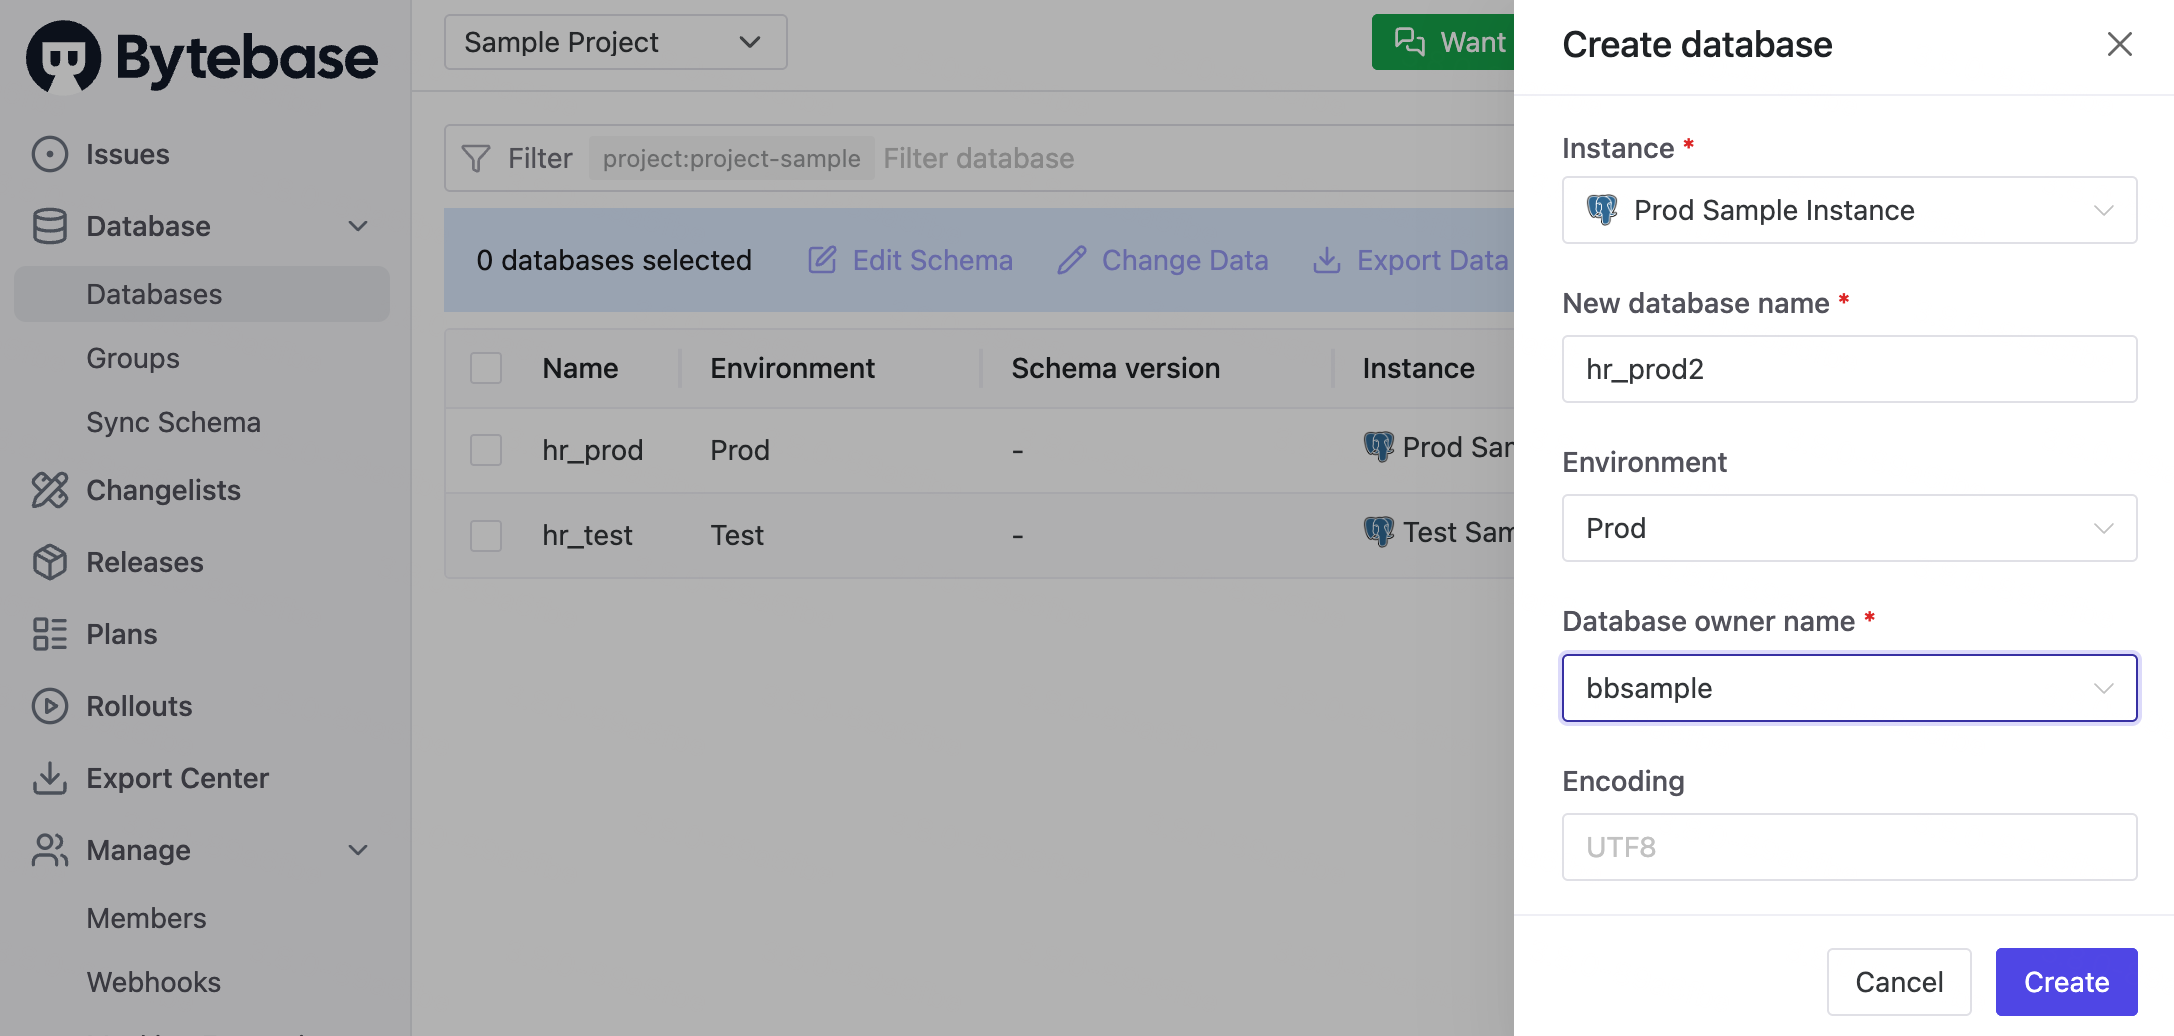 Bytebase
Issues
Database
Databases
Groups
Sync Schema
Changelists
Releases
Plans
Rollouts
Export Center
Manage
Members
Webhooks
Sample Project
Want
Filter project:project-sample Filter database
0 databases selected Edit Schema Change Data Export Data
Name Environment Schema version Instance
hr_prod Prod - Prod Sam
hr_test Test - Test Sam
Create database
Instance *
Prod Sample Instance
New database name *
hr_prod2
Environment
Prod
Database owner name *
bbsample
Encoding
UTF8
Cancel Create